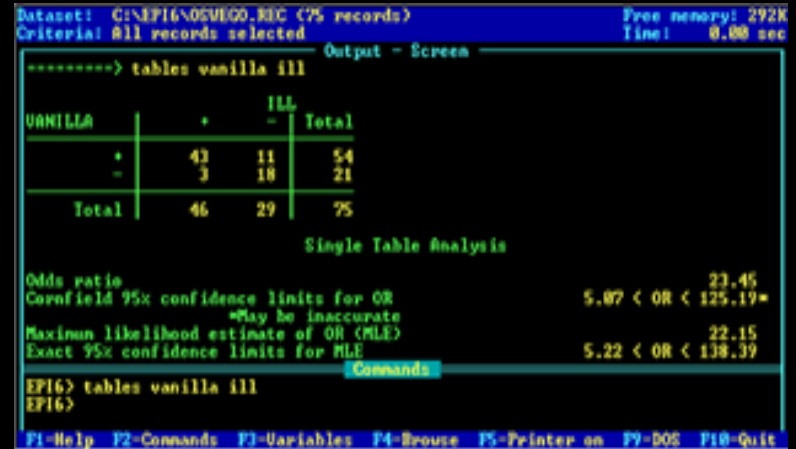 Dataset: C:\EPI6\OSWEGO.REC (75 records) Free memory: 292K
Criteria: All records selected Time: 0.00 sec
Output - Screen
---------> tables vanilla ill
ILL
VANILLA + - Total
+ 43 11 54
- 3 18 21
Total 46 29 75
Single Table Analysis
Odds ratio 23.45
Cornfield 95% confidence limits for OR 5.07 < OR < 125.19*
*May be inaccurate
Maximum likelihood estimate of OR (MLE) 22.15
Exact 95% confidence limits for MLE 5.22 < OR < 138.39
Commands
EPI6> tables vanilla ill
EPI6>
F1-Help F2-Commands F3-Variables F4-Browse F5-Printer on F9-DOS F10-Quit